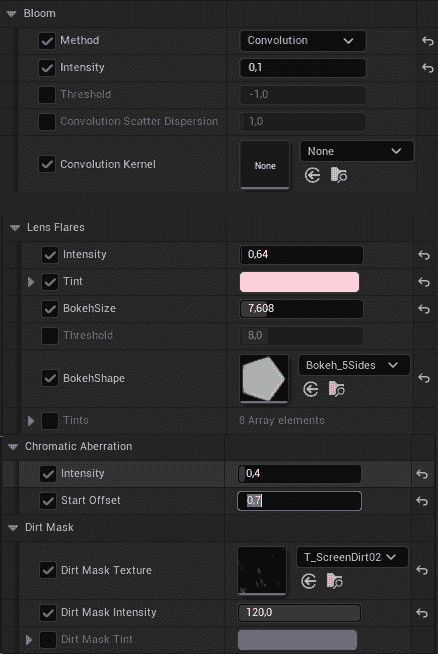 Bloom
Method Convolution
Intensity 0,1
Threshold -1,0
Convolution Scatter Dispersion 1,0
Convolution Kernel None None
Lens Flares
Intensity 0,64
Tint
BokehSize 7,608
Threshold 8,0
BokehShape Bokeh_5Sides
Tints 8 Array elements
Chromatic Aberration
Intensity 0,4
Start Offset 0,7
Dirt Mask
Dirt Mask Texture T_ScreenDirt02
Dirt Mask Intensity 120,0
Dirt Mask Tint